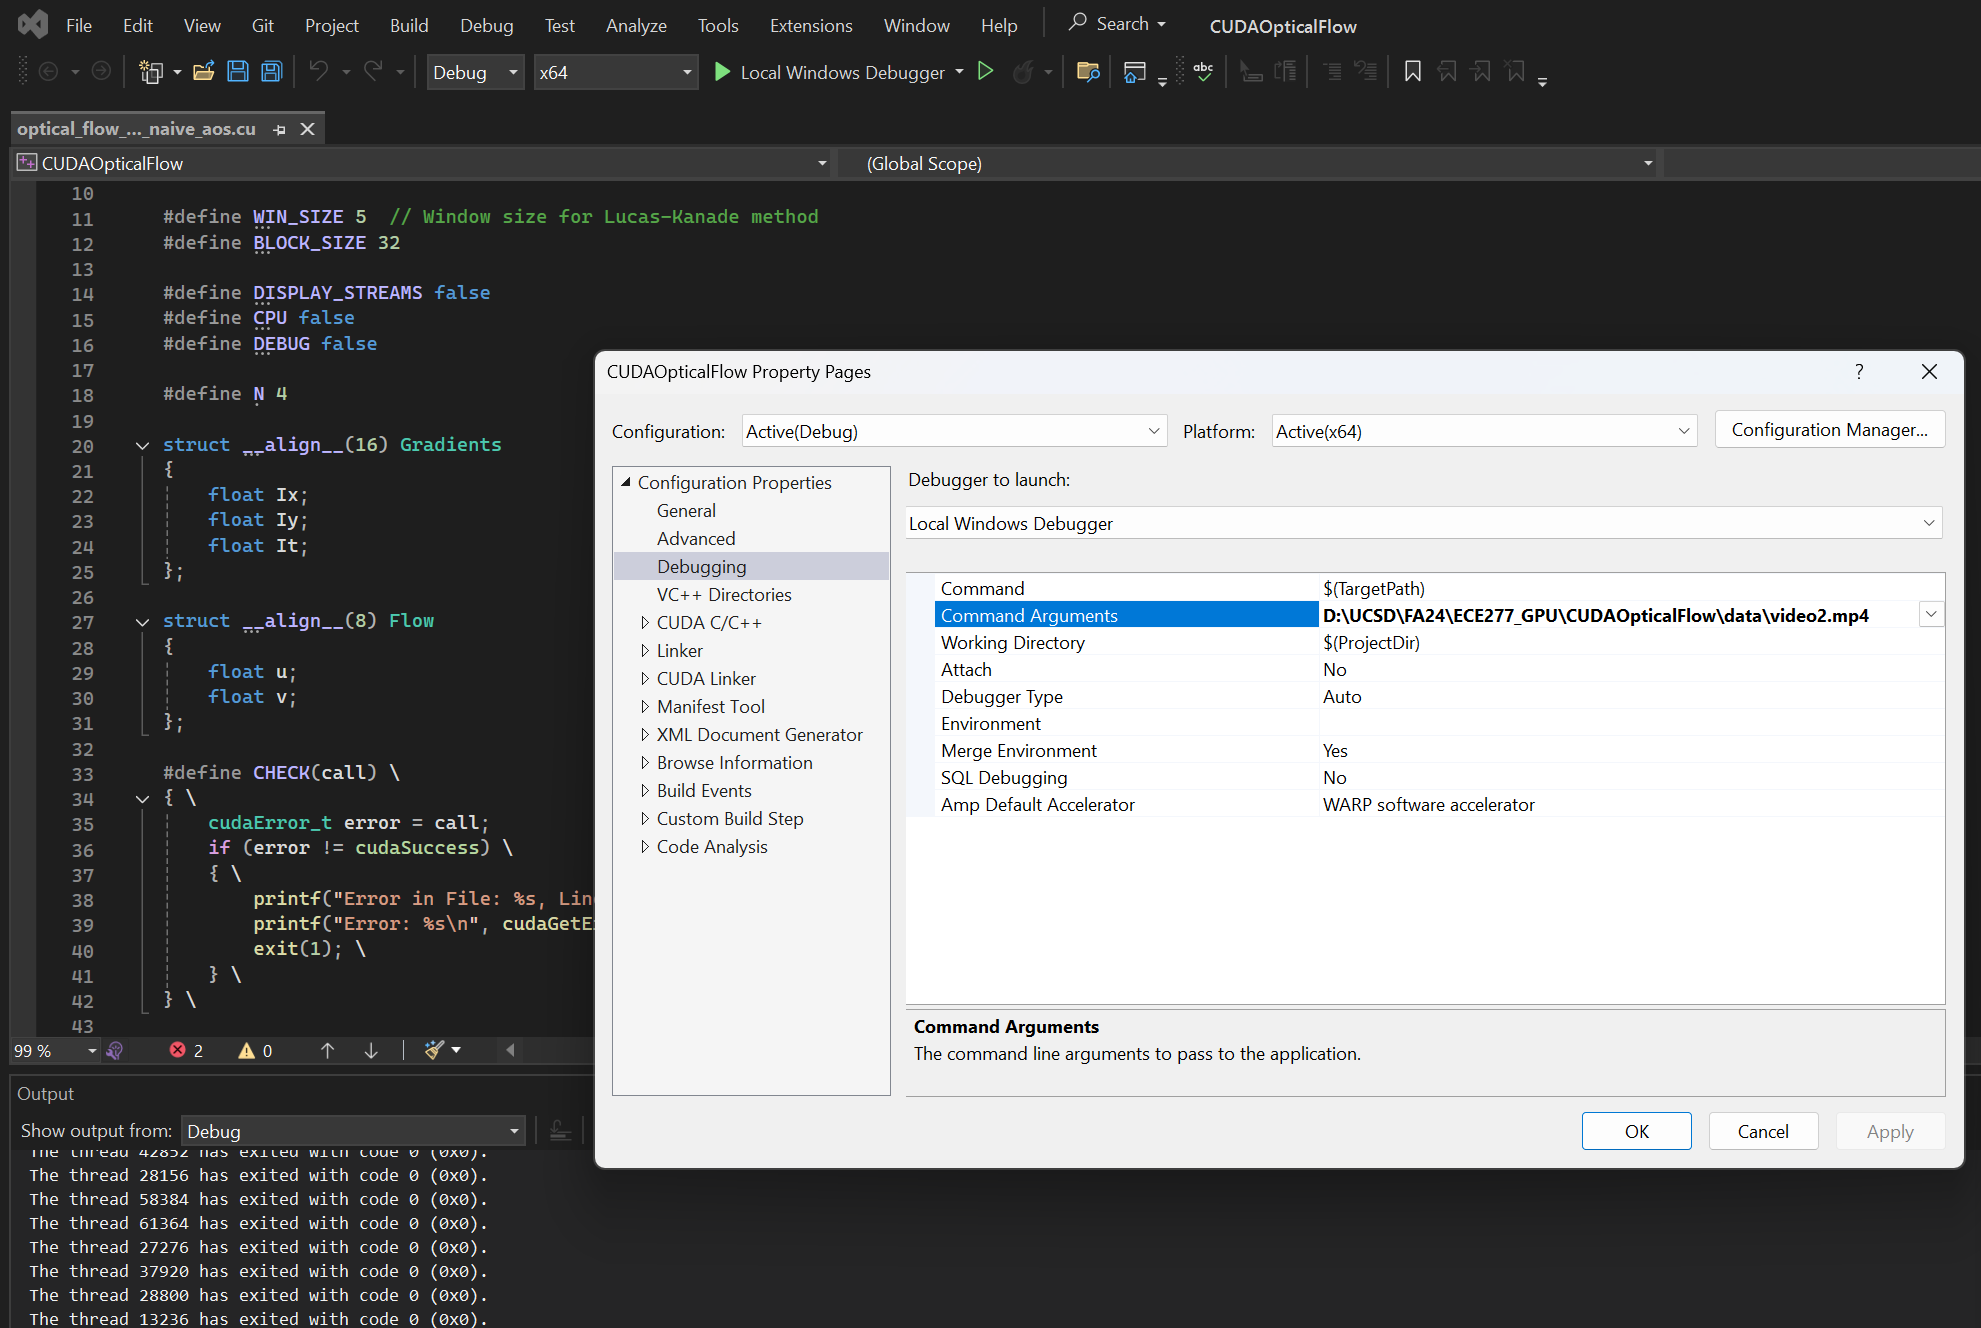 File Edit View Git Project Build Debug Test Analyze Tools Extensions Window Help Search CUDAOpticalFlow
Debug x64 Local Windows Debugger abc
optical_flow_..._naive_aos.cu
CUDAOpticalFlow (Global Scope)
10
11 #define WIN_SIZE 5 // Window size for Lucas-Kanade method
12 #define BLOCK_SIZE 32
13
14 #define DISPLAY_STREAMS false
15 #define CPU false
16 #define DEBUG false
17
18 #define N 4
19
20 struct __align__(16) Gradients
21 {
22 float Ix;
23 float Iy;
24 float It;
25 };
26
27 struct __align__(8) Flow
28 {
29 float u;
30 float v;
31 };
32
33 #define CHECK(call) \
34 { \
35 cudaError_t error = call;
36 if (error != cudaSuccess) \
37 { \
38 printf("Error in File: %s, Lin
39 printf("Error: %s\n", cudaGetE
40 exit(1); \
41 } \
42 } \
43
99 % 2 0
Output
Show output from: Debug
The thread 42852 has exited with code 0 (0x0).
The thread 28156 has exited with code 0 (0x0).
The thread 58384 has exited with code 0 (0x0).
The thread 61364 has exited with code 0 (0x0).
The thread 27276 has exited with code 0 (0x0).
The thread 37920 has exited with code 0 (0x0).
The thread 28800 has exited with code 0 (0x0).
The thread 13236 has exited with code 0 (0x0).
CUDAOpticalFlow Property Pages ?
Configuration: Active(Debug) Platform: Active(x64) Configuration Manager...
Configuration Properties
General
Advanced
Debugging
VC++ Directories
CUDA C/C++
Linker
CUDA Linker
Manifest Tool
XML Document Generator
Browse Information
Build Events
Custom Build Step
Code Analysis
Debugger to launch:
Local Windows Debugger
Command $(TargetPath)
Command Arguments D:\UCSD\FA24\ECE277_GPU\CUDAOpticalFlow\data\video2.mp4
Working Directory $(ProjectDir)
Attach No
Debugger Type Auto
Environment
Merge Environment Yes
SQL Debugging No
Amp Default Accelerator WARP software accelerator
Command Arguments
The command line arguments to pass to the application.
OK Cancel Apply